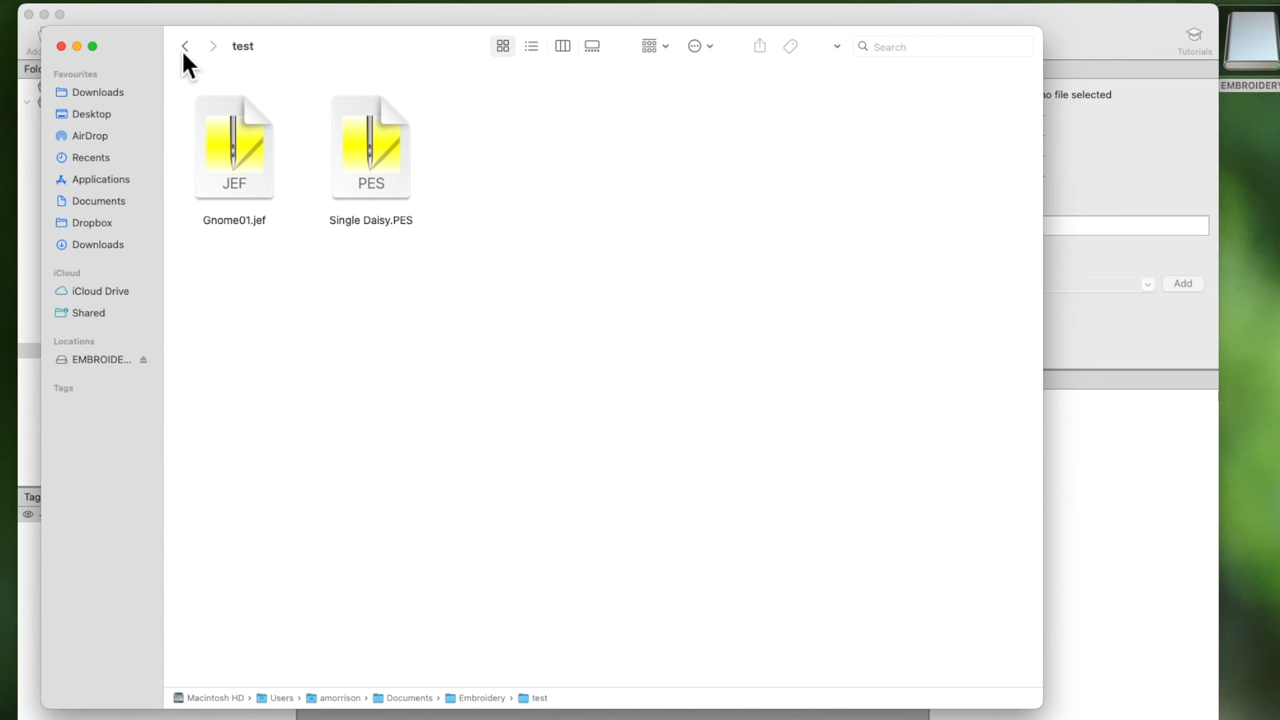 test
Search
Tutorials
Favourites
Downloads
Desktop
AirDrop
Recents
Applications
Documents
Dropbox
Downloads
iCloud
iCloud Drive
Shared
Locations
EMBROIDE...
Tags
JEF
Gnome01.jef
PES
Single Daisy.PES
no file selected
Add
EMBROIDERY
Macintosh HD › Users › amorrison › Documents › Embroidery › test